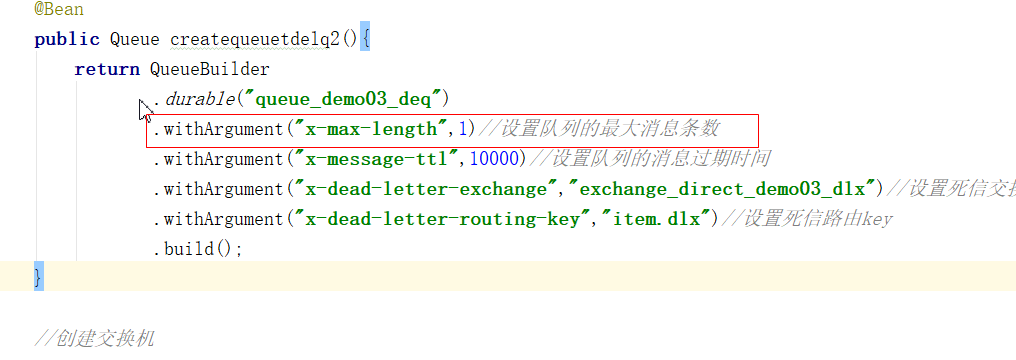 @Bean
public Queue createqueuetdelq2(){
return QueueBuilder
.durable("queue_demo03_deq")
.withArgument("x-max-length",1)//设置队列的最大消息条数
.withArgument("x-message-ttl",10000)//设置队列的消息过期时间
.withArgument("x-dead-letter-exchange","exchange_direct_demo03_dlx")//设置死信交换
.withArgument("x-dead-letter-routing-key","item.dlx")//设置死信路由key
.build();
}
//创建交换机